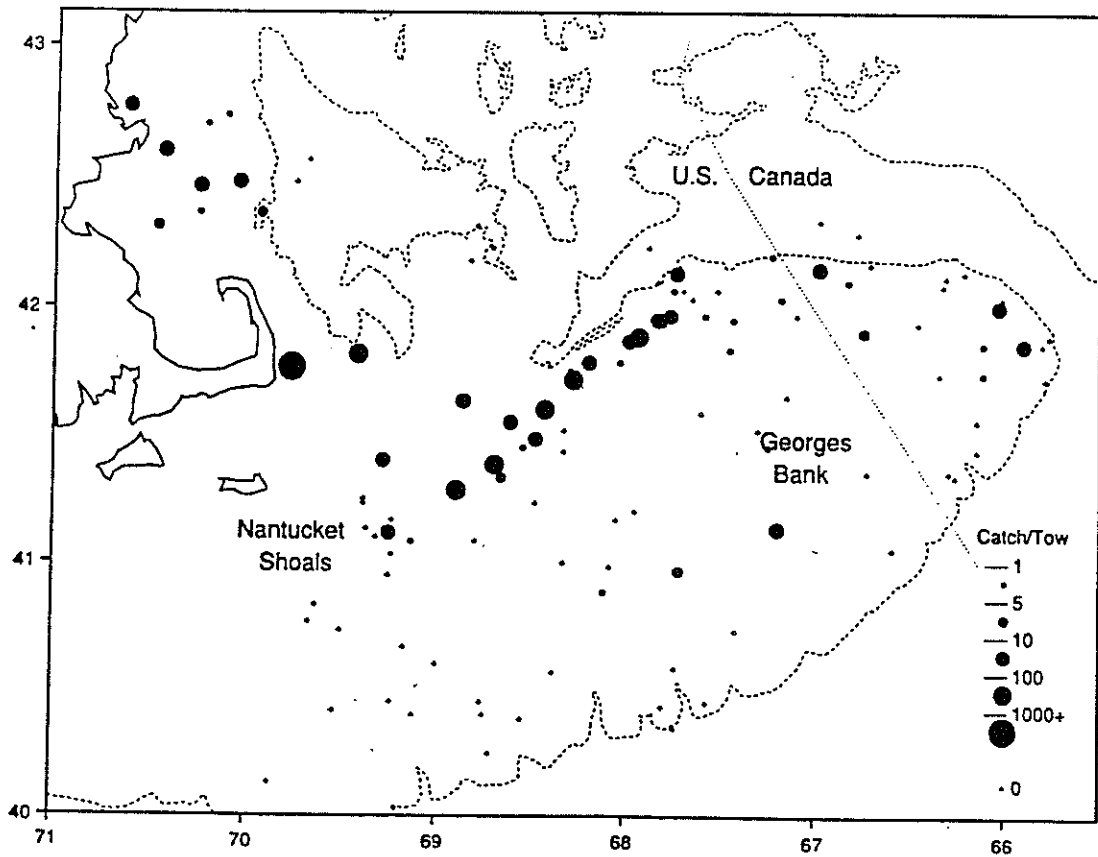 43
U.S. Canada
42
Georges
Bank
Nantucket
Shoals
41
Catch/Tow
1
5
10
100
1000+
0
40
71 70 69 68 67 66